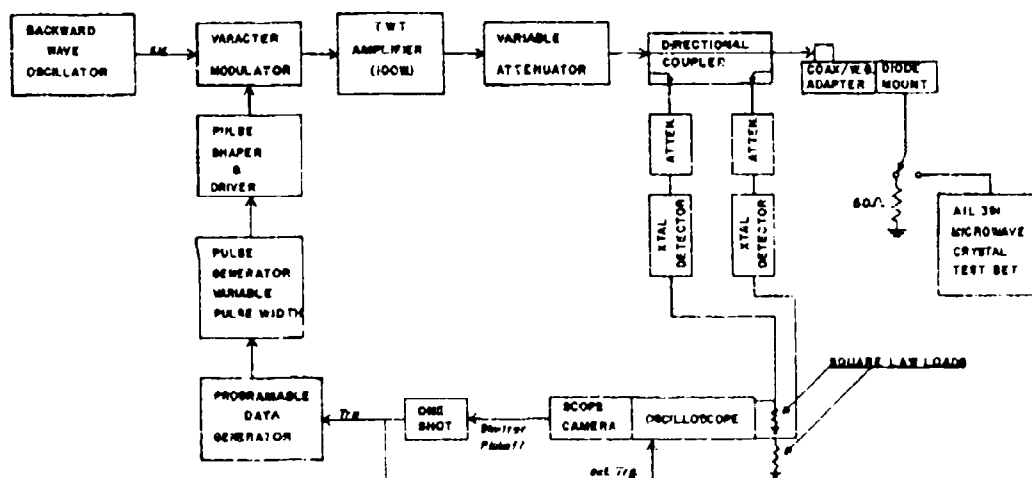 BACKWARD
WAVE
OSCILLATOR
VARACTER
MODULATOR
TWT
AMPLIFIER
(100W)
VARIABLE
ATTENUATOR
DIRECTIONAL
COUPLER
COAX/W.G.
ADAPTER
DIODE
MOUNT
PULSE
SHAPER
&
DRIVER
ATTEN
ATTEN
XTAL
DETECTOR
XTAL
DETECTOR
50Ω
AIL 391
MICROWAVE
CRYSTAL
TEST SET
PULSE
GENERATOR
VARIABLE
PULSE WIDTH
SQUARE LAW LOADS
PROGRAMABLE
DATA
GENERATOR
Trg
ONE
SHOT
Shutter
Pickoff
SCOPE
CAMERA
OSCILLOSCOPE
ext. Trg.